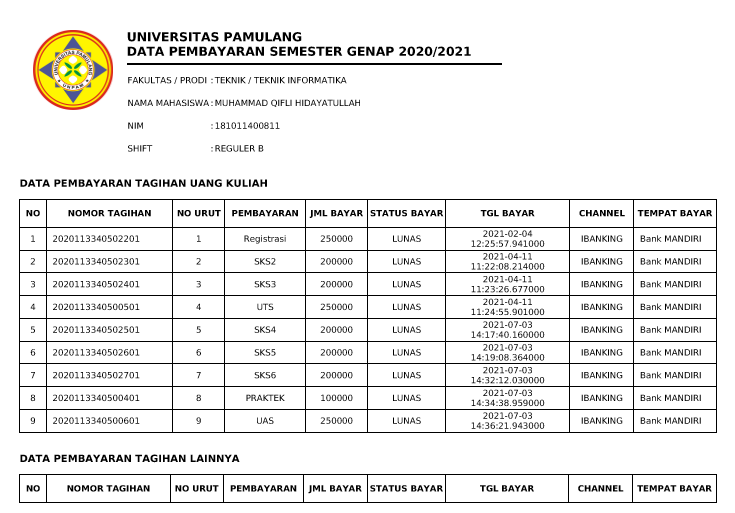 UNIVERSITAS PAMULANG
DATA PEMBAYARAN SEMESTER GENAP 2020/2021
UNIVERSITAS PAMULANG
UNPAM
FAKULTAS / PRODI : TEKNIK / TEKNIK INFORMATIKA
NAMA MAHASISWA : MUHAMMAD QIFLI HIDAYATULLAH
NIM : 181011400811
SHIFT : REGULER B
DATA PEMBAYARAN TAGIHAN UANG KULIAH
NO NOMOR TAGIHAN NO URUT PEMBAYARAN JML BAYAR STATUS BAYAR TGL BAYAR CHANNEL TEMPAT BAYAR
1 2020113340502201 1 Registrasi 250000 LUNAS 2021-02-04 12:25:57.941000 IBANKING Bank MANDIRI
2 2020113340502301 2 SKS2 200000 LUNAS 2021-04-11 11:22:08.214000 IBANKING Bank MANDIRI
3 2020113340502401 3 SKS3 200000 LUNAS 2021-04-11 11:23:26.677000 IBANKING Bank MANDIRI
4 2020113340500501 4 UTS 250000 LUNAS 2021-04-11 11:24:55.901000 IBANKING Bank MANDIRI
5 2020113340502501 5 SKS4 200000 LUNAS 2021-07-03 14:17:40.160000 IBANKING Bank MANDIRI
6 2020113340502601 6 SKS5 200000 LUNAS 2021-07-03 14:19:08.364000 IBANKING Bank MANDIRI
7 2020113340502701 7 SKS6 200000 LUNAS 2021-07-03 14:32:12.030000 IBANKING Bank MANDIRI
8 2020113340500401 8 PRAKTEK 100000 LUNAS 2021-07-03 14:34:38.959000 IBANKING Bank MANDIRI
9 2020113340500601 9 UAS 250000 LUNAS 2021-07-03 14:36:21.943000 IBANKING Bank MANDIRI
DATA PEMBAYARAN TAGIHAN LAINNYA
NO NOMOR TAGIHAN NO URUT PEMBAYARAN JML BAYAR STATUS BAYAR TGL BAYAR CHANNEL TEMPAT BAYAR